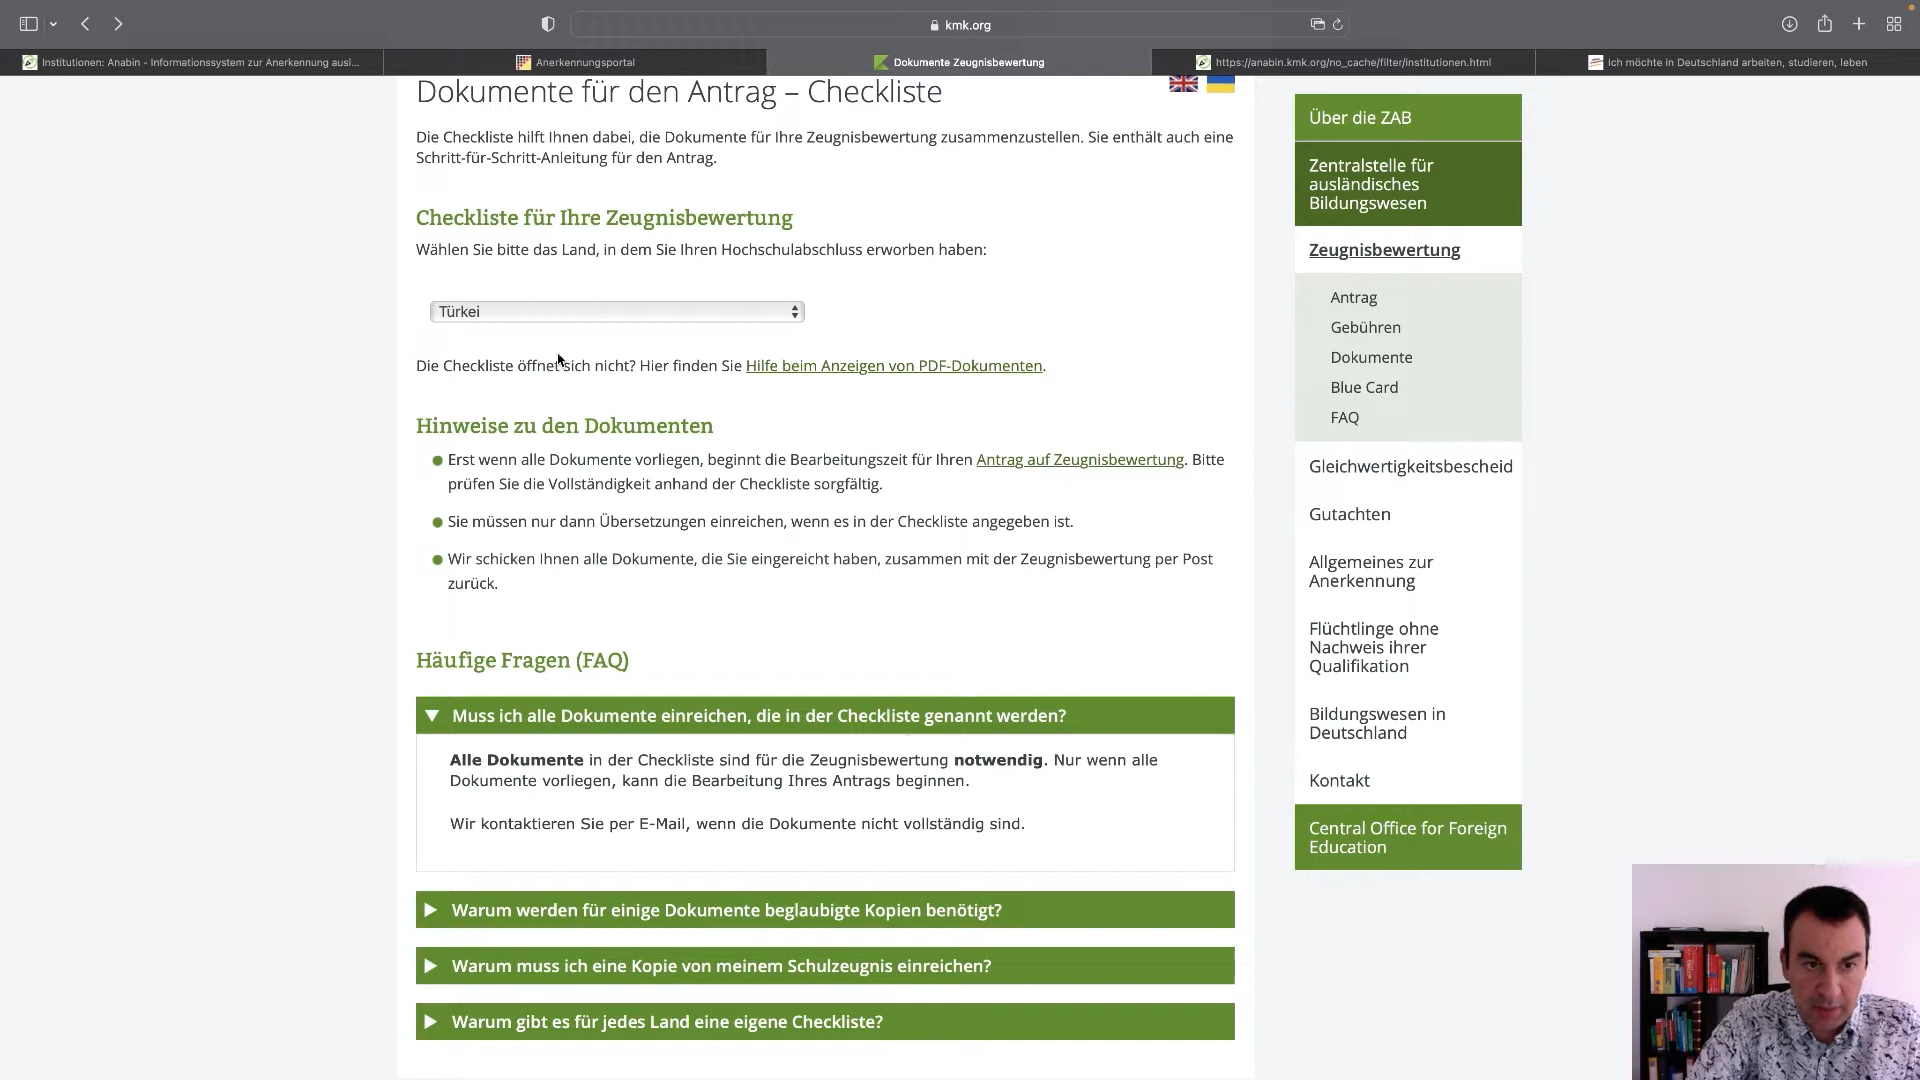 kmk.org
Institutionen: Anabin - Informationssystem zur Anerkennung ausl...
Anerkennungsportal
Dokumente Zeugnisbewertung
https://anabin.kmk.org/no_cache/filter/institutionen.html
Ich möchte in Deutschland arbeiten, studieren, leben
Dokumente für den Antrag – Checkliste
Die Checkliste hilft Ihnen dabei, die Dokumente für Ihre Zeugnisbewertung zusammenzustellen. Sie enthält auch eine
Schritt-für-Schritt-Anleitung für den Antrag.
Checkliste für Ihre Zeugnisbewertung
Wählen Sie bitte das Land, in dem Sie Ihren Hochschulabschluss erworben haben:
Türkei
Die Checkliste öffnet sich nicht? Hier finden Sie Hilfe beim Anzeigen von PDF-Dokumenten.
Hinweise zu den Dokumenten
Erst wenn alle Dokumente vorliegen, beginnt die Bearbeitungszeit für Ihren Antrag auf Zeugnisbewertung. Bitte
prüfen Sie die Vollständigkeit anhand der Checkliste sorgfältig.
Sie müssen nur dann Übersetzungen einreichen, wenn es in der Checkliste angegeben ist.
Wir schicken Ihnen alle Dokumente, die Sie eingereicht haben, zusammen mit der Zeugnisbewertung per Post
zurück.
Häufige Fragen (FAQ)
Muss ich alle Dokumente einreichen, die in der Checkliste genannt werden?
Alle Dokumente in der Checkliste sind für die Zeugnisbewertung notwendig. Nur wenn alle
Dokumente vorliegen, kann die Bearbeitung Ihres Antrags beginnen.
Wir kontaktieren Sie per E-Mail, wenn die Dokumente nicht vollständig sind.
Warum werden für einige Dokumente beglaubigte Kopien benötigt?
Warum muss ich eine Kopie von meinem Schulzeugnis einreichen?
Warum gibt es für jedes Land eine eigene Checkliste?
Über die ZAB
Zentralstelle für
ausländisches
Bildungswesen
Zeugnisbewertung
Antrag
Gebühren
Dokumente
Blue Card
FAQ
Gleichwertigkeitsbescheid
Gutachten
Allgemeines zur
Anerkennung
Flüchtlinge ohne
Nachweis ihrer
Qualifikation
Bildungswesen in
Deutschland
Kontakt
Central Office for Foreign
Education